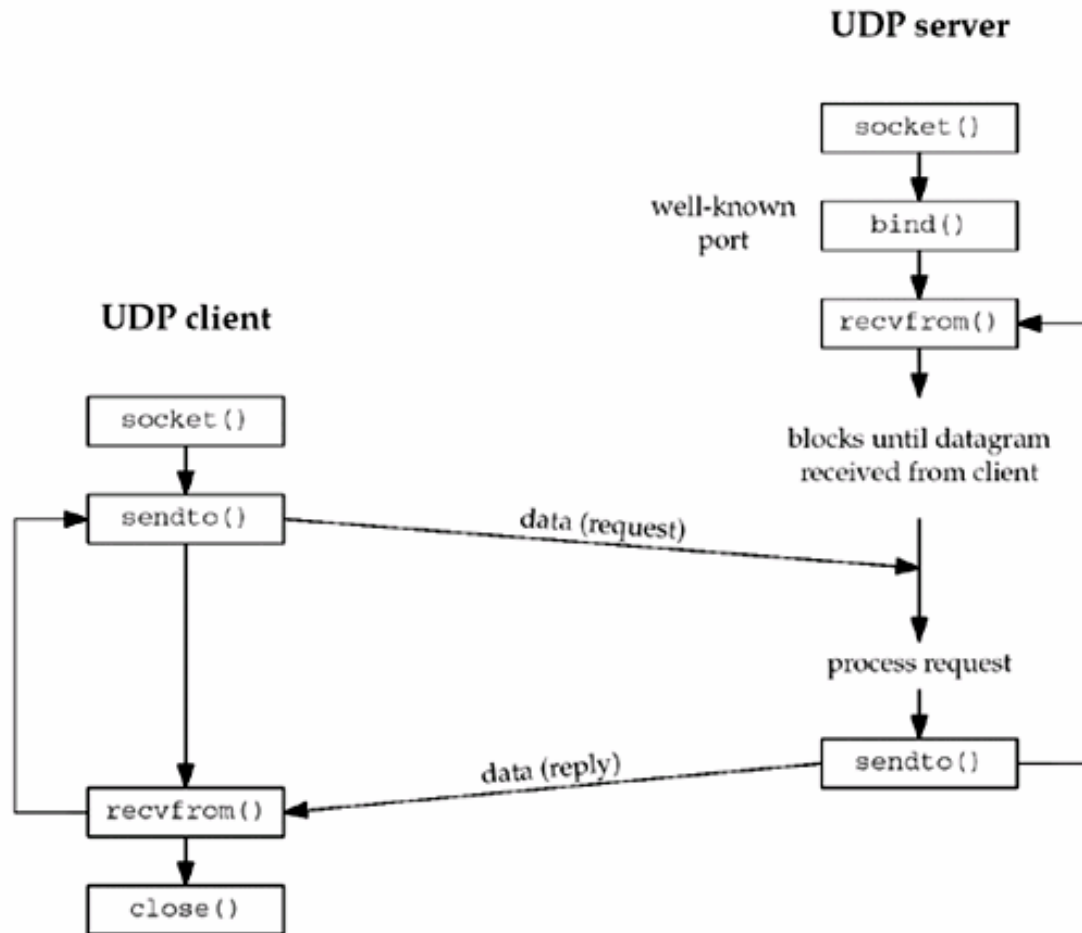 UDP server
socket()
well-known
port
bind()
recvfrom()
blocks until datagram
received from client
process request
sendto()
UDP client
socket()
sendto()
data (request)
data (reply)
recvfrom()
close()